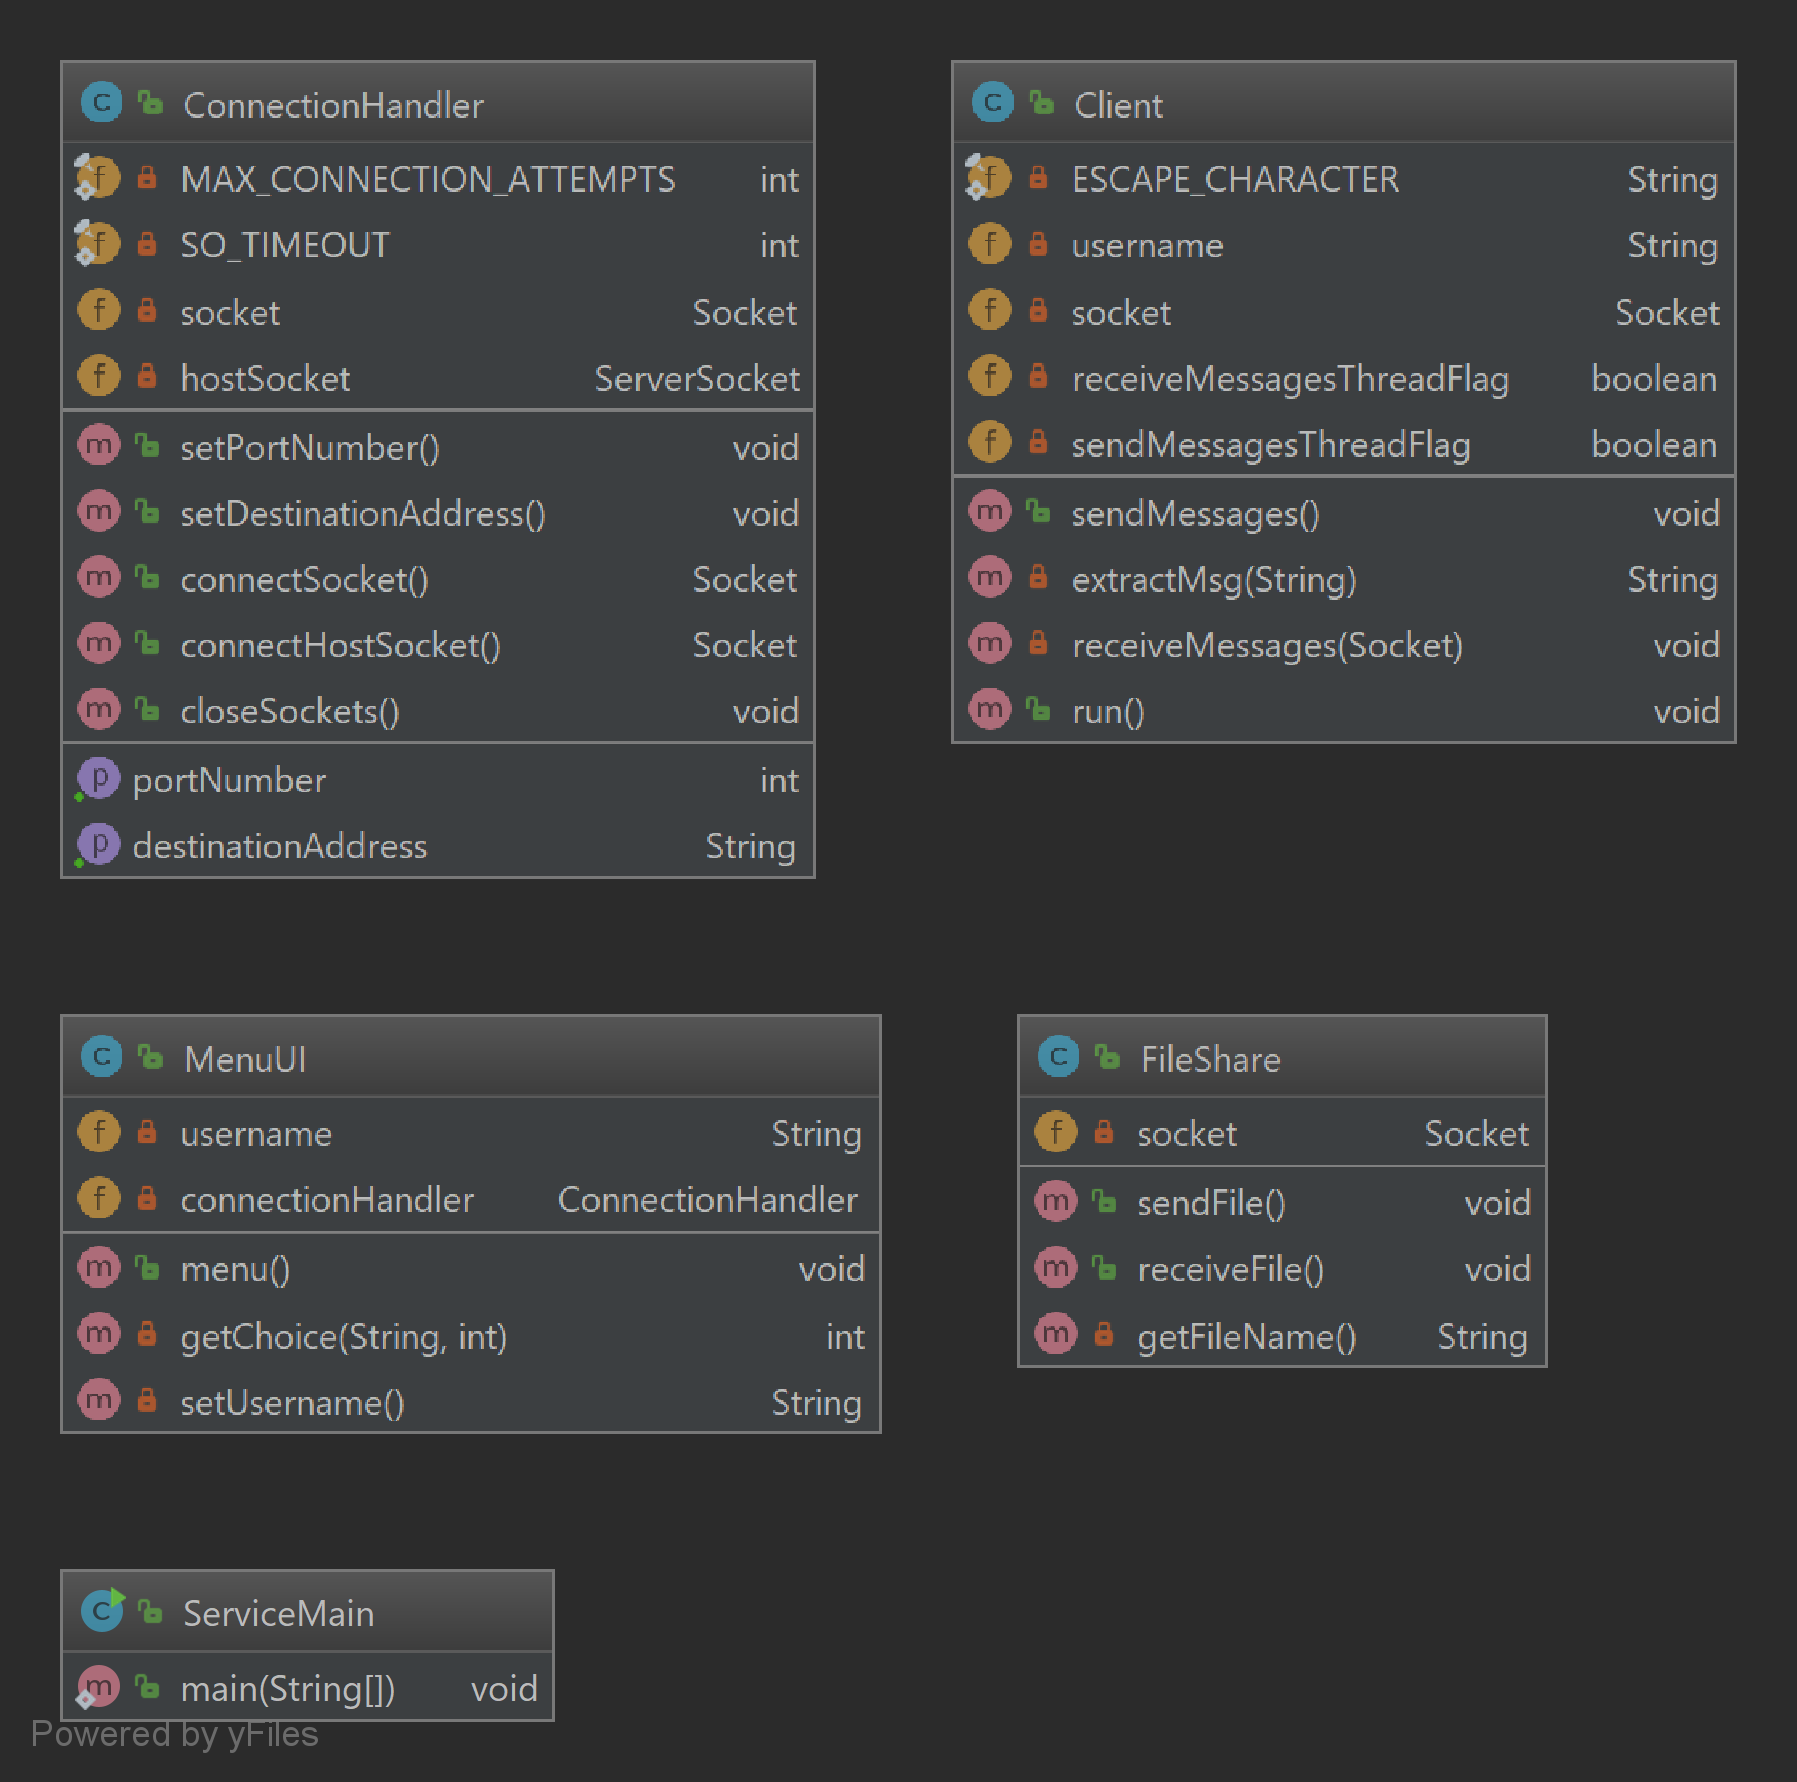 ConnectionHandler
MAX_CONNECTION_ATTEMPTS int
SO_TIMEOUT int
socket Socket
hostSocket ServerSocket
setPortNumber() void
setDestinationAddress() void
connectSocket() Socket
connectHostSocket() Socket
closeSockets() void
portNumber int
destinationAddress String
Client
ESCAPE_CHARACTER String
username String
socket Socket
receiveMessagesThreadFlag boolean
sendMessagesThreadFlag boolean
sendMessages() void
extractMsg(String) String
receiveMessages(Socket) void
run() void
MenuUI
username String
connectionHandler ConnectionHandler
menu() void
getChoice(String, int) int
setUsername() String
FileShare
socket Socket
sendFile() void
receiveFile() void
getFileName() String
ServiceMain
main(String[]) void
Powered by yFiles